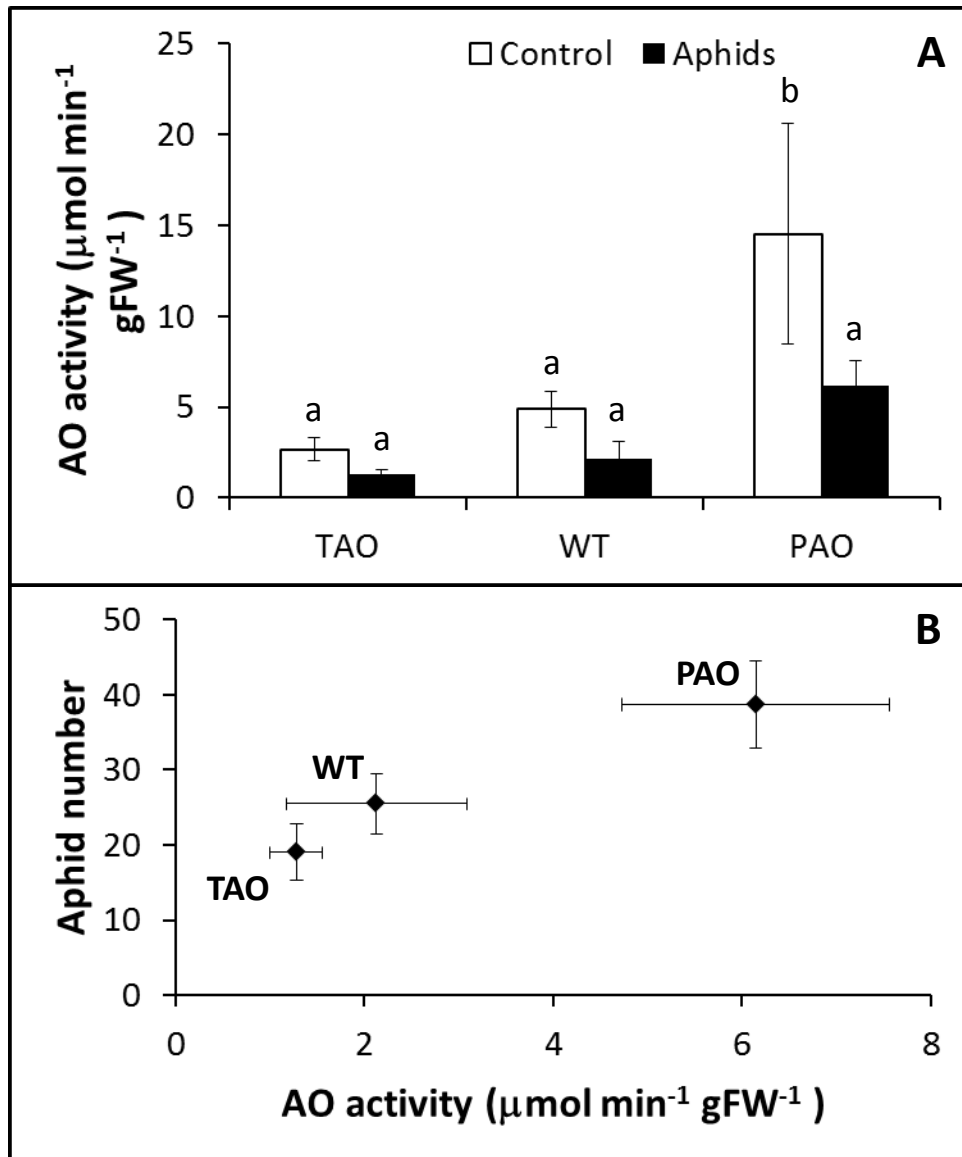 A
□ Control ■ Aphids
AO activity (μmol min⁻¹
gFW⁻¹)
25
20
15
10
5
0
a
a
a
a
b
a
TAO WT PAO
B
Aphid number
50
40
30
20
10
0
PAO
WT
TAO
0 2 4 6 8
AO activity (μmol min⁻¹ gFW⁻¹ )